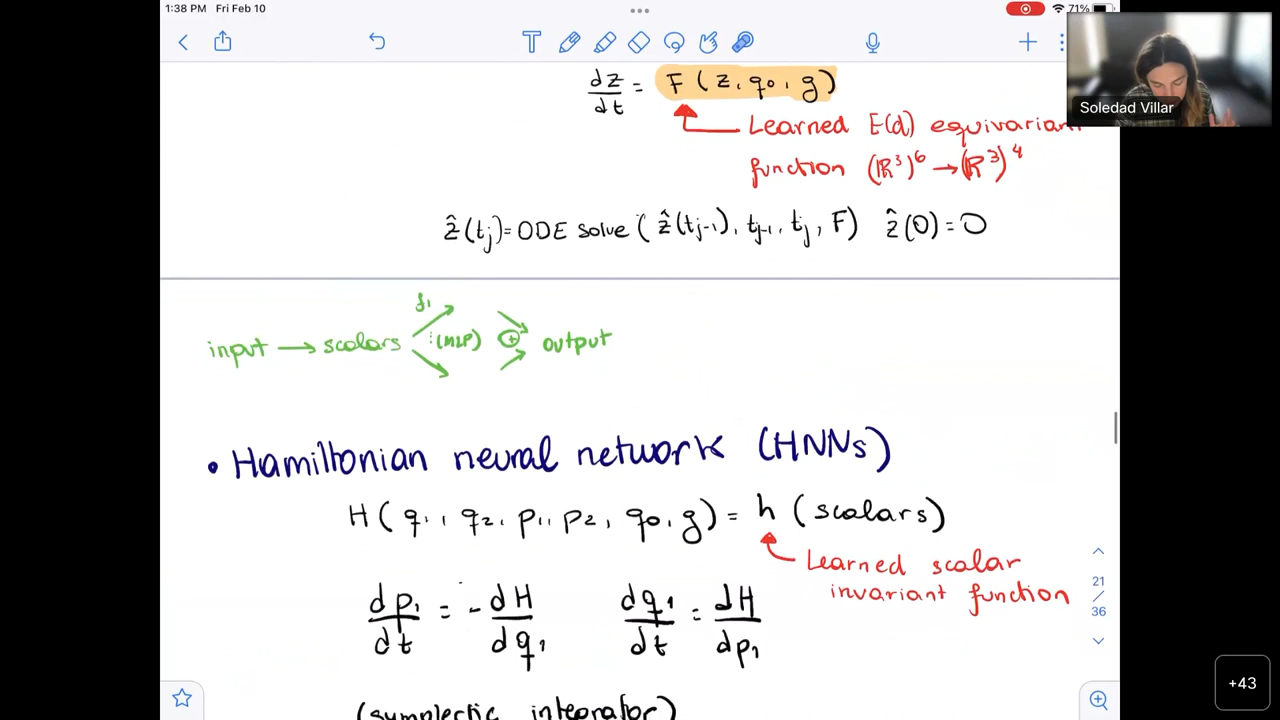 1:38 PM Fri Feb 10
71%
Soledad Villar
dz/dt = F(z, q₀, g)
Learned E(d) equivariant
function (ℝ³)⁶ → (ℝ³)⁴
ẑ(tⱼ) = ODE solve (ẑ(tⱼ₋₁), tⱼ₋₁, tⱼ, F) ẑ(0) = 0
f₁
input → scalars ⋮ (MLP) ⊕ output
• Hamiltonian neural network (HNNs)
H(q₁, q₂, p₁, p₂, q₀, g) = h (scalars)
Learned scalar
invariant function
dp₁/dt = - dH/dq₁ dq₁/dt = dH/dp₁
(symplectic integrator)
21
/
36
+43